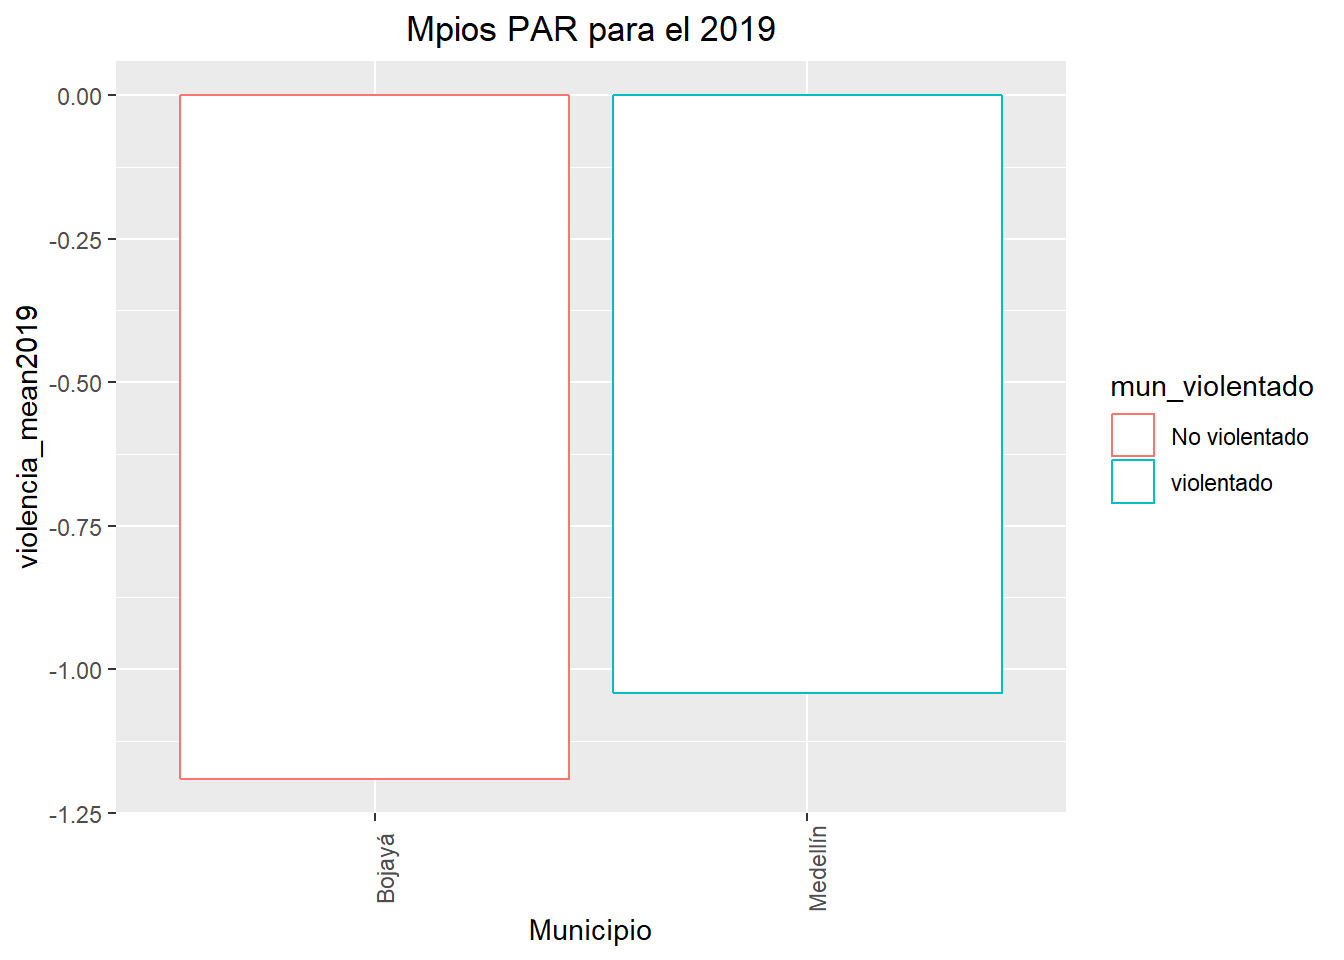 Mpios PAR para el 2019
0.00
-0.25
-0.50
-0.75
-1.00
-1.25
violencia_mean2019
Bojayá
Medellín
Municipio
mun_violentado
No violentado
violentado